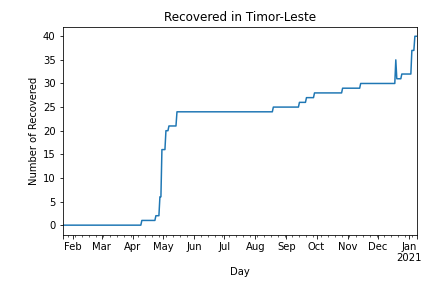 Recovered in Timor-Leste
40
35
30
25
20
15
10
5
0
Number of Recovered
Feb Mar Apr May Jun Jul Aug Sep Oct Nov Dec Jan
2021
Day